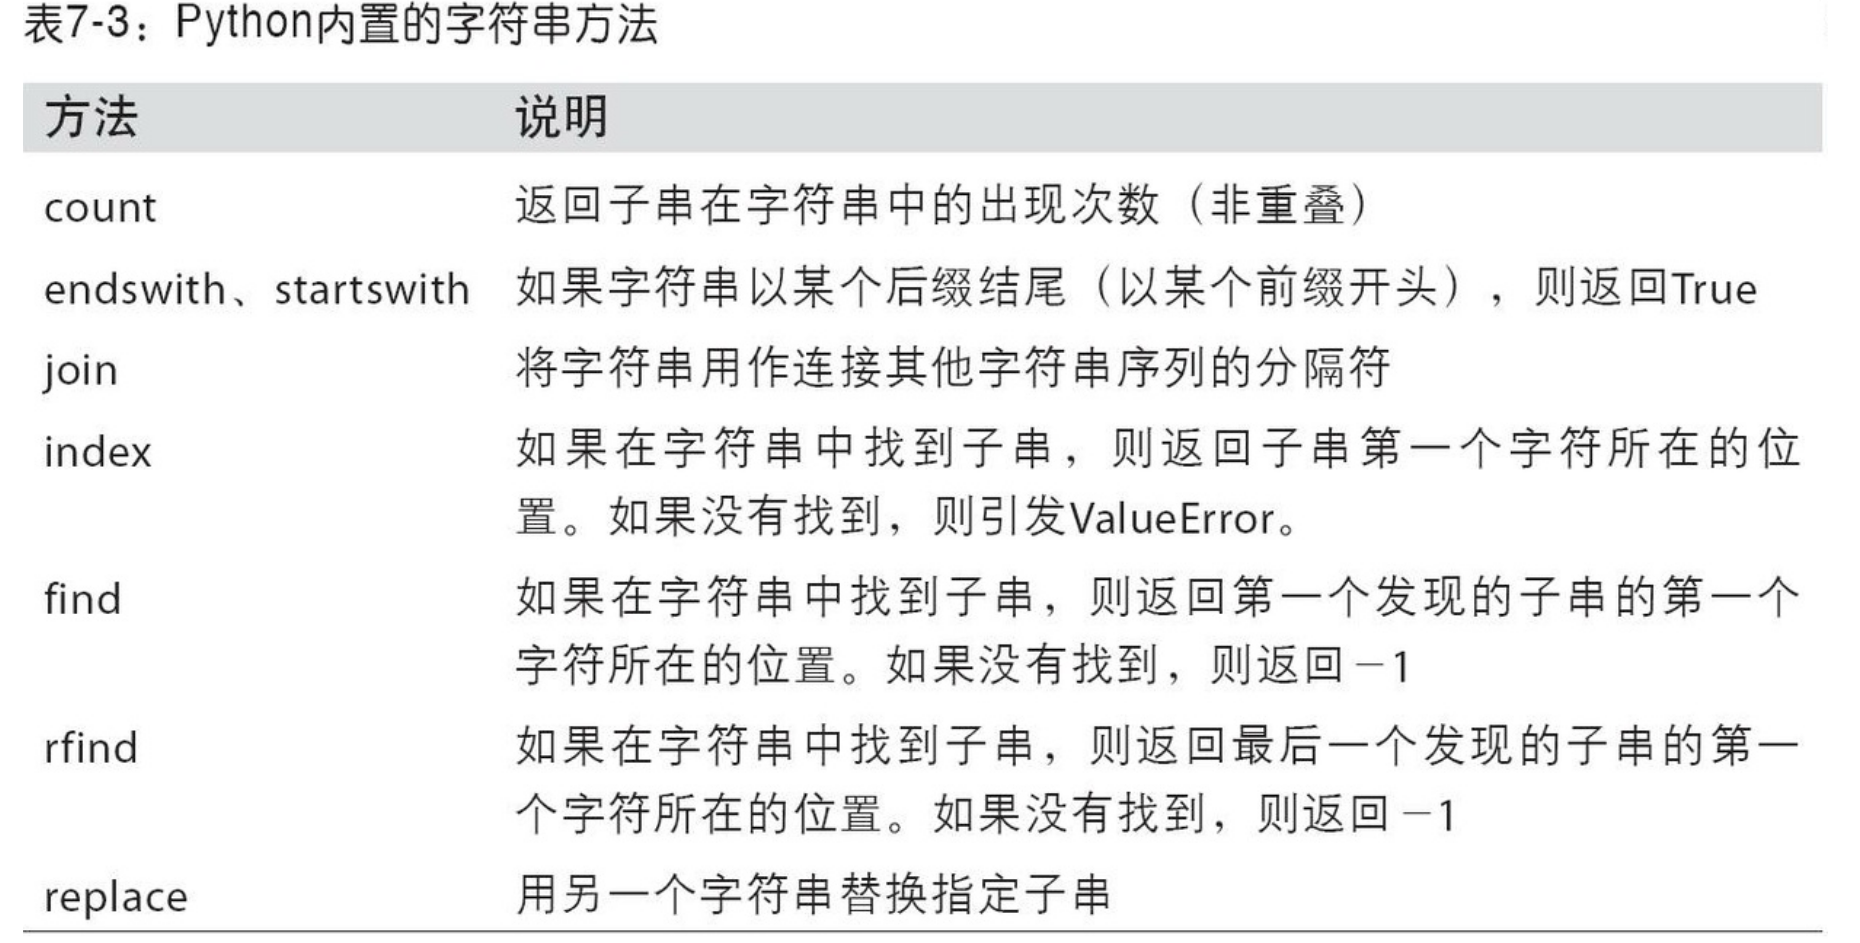 表7-3：Python内置的字符串方法
方法 说明
count 返回子串在字符串中的出现次数（非重叠）
endswith、startswith 如果字符串以某个后缀结尾（以某个前缀开头），则返回True
join 将字符串用作连接其他字符串序列的分隔符
index 如果在字符串中找到子串，则返回子串第一个字符所在的位
置。如果没有找到，则引发ValueError。
find 如果在字符串中找到子串，则返回第一个发现的子串的第一个
字符所在的位置。如果没有找到，则返回－1
rfind 如果在字符串中找到子串，则返回最后一个发现的子串的第一
个字符所在的位置。如果没有找到，则返回－1
replace 用另一个字符串替换指定子串